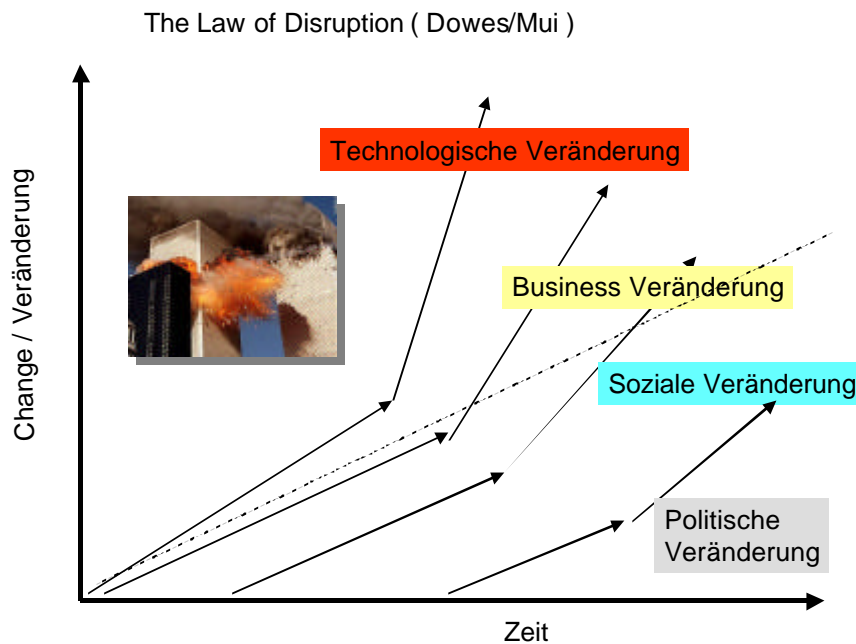 The Law of Disruption ( Dowes/Mui )
Change / Veränderung
Technologische Veränderung
Business Veränderung
Soziale Veränderung
Politische
Veränderung
Zeit